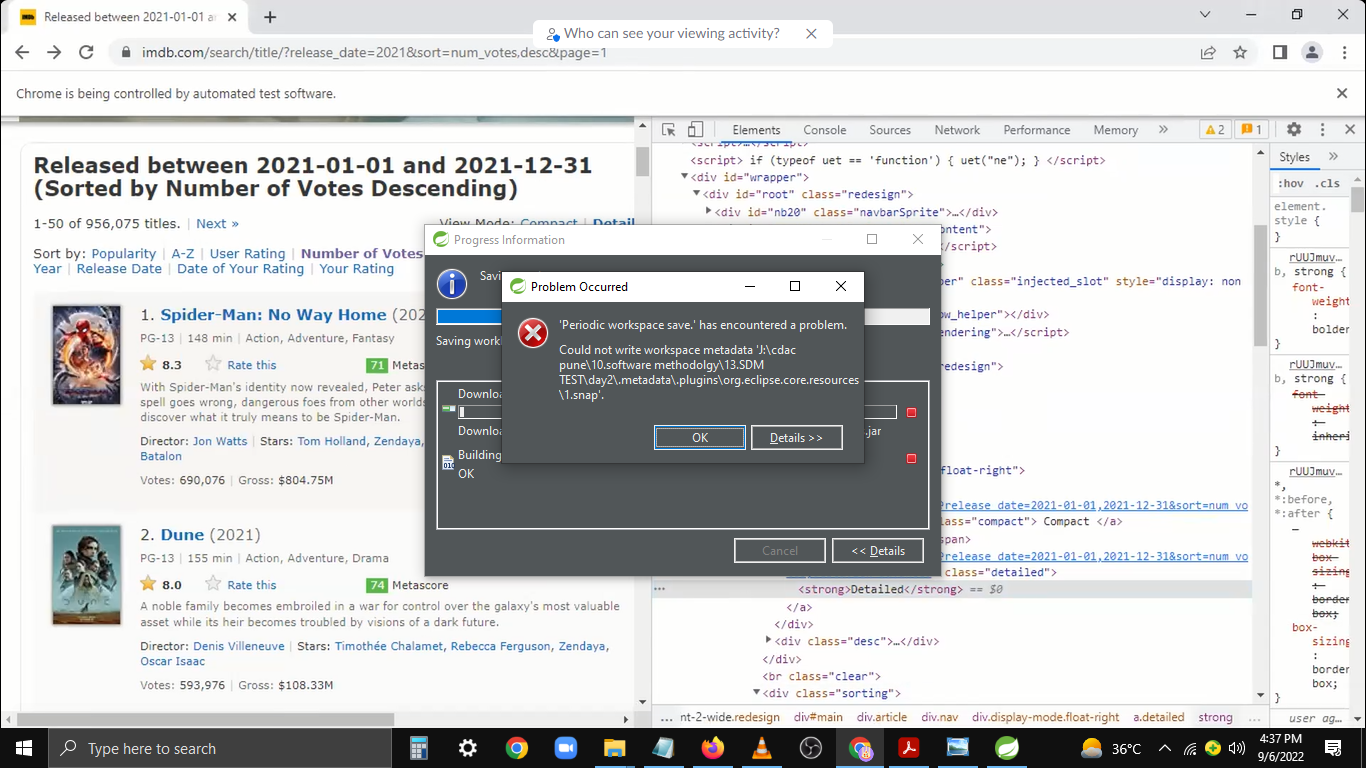 Released between 2021-01-01 an
Who can see your viewing activity?
imdb.com/search/title/?release_date=2021&sort=num_votes,desc&page=1
Chrome is being controlled by automated test software.
Released between 2021-01-01 and 2021-12-31
(Sorted by Number of Votes Descending)
1-50 of 956,075 titles. | Next »
View Mode: Compact | Detail
Sort by: Popularity | A-Z | User Rating | Number of Votes
Year | Release Date | Date of Your Rating | Your Rating
1. Spider-Man: No Way Home (202
PG-13 | 148 min | Action, Adventure, Fantasy
8.3 Rate this 71 Metas
With Spider-Man's identity now revealed, Peter asks
spell goes wrong, dangerous foes from other worlds
discover what it truly means to be Spider-Man.
Director: Jon Watts | Stars: Tom Holland, Zendaya,
Batalon
Votes: 690,076 | Gross: $804.75M
2. Dune (2021)
PG-13 | 155 min | Action, Adventure, Drama
8.0 Rate this 74 Metascore
A noble family becomes embroiled in a war for control over the galaxy's most valuable
asset while its heir becomes troubled by visions of a dark future.
Director: Denis Villeneuve | Stars: Timothée Chalamet, Rebecca Ferguson, Zendaya,
Oscar Isaac
Votes: 593,976 | Gross: $108.33M
Progress Information
Savi
Saving workl
Downloa
Downloa
.jar
Building
OK
Cancel
<< Details
Problem Occurred
'Periodic workspace save.' has encountered a problem.
Could not write workspace metadata 'J:\cdac
pune\10.software methodolgy\13.SDM
TEST\day2\.metadata\.plugins\org.eclipse.core.resources
\1.snap'.
OK
Details >>
Elements Console Sources Network Performance Memory » 2 1
<script>…</script>
<script> if (typeof uet == 'function') { uet("ne"); } </script>
<div id="wrapper">
<div id="root" class="redesign">
<div id="nb20" class="navbarSprite">…</div>
ontent">
</script>
per" class="injected_slot" style="display: non
ow_helper"></div>
endering">…</script>
redesign">
float-right">
?release_date=2021-01-01,2021-12-31&sort=num_vo
lass="compact"> Compact </a>
span>
?release_date=2021-01-01,2021-12-31&sort=num_vo
class="detailed">
… <strong>Detailed</strong> == $0
</a>
</div>
<div class="desc">…</div>
</div>
<br class="clear">
<div class="sorting">
… nt-2-wide.redesign div#main div.article div.nav div.display-mode.float-right a.detailed strong …
Styles »
:hov .cls
element.
style {
}
rUUJmuv…
b, strong {
font-
weight
:
bolder
}
rUUJmuv…
b, strong {
font-
weight
:
inheri
}
rUUJmuv…
*,
*:before,
*:after {
webkit
box-
sizing
:
border
box;
box-
sizing
:
border
box;
}
user ag…
Type here to search
36°C
4:37 PM
9/6/2022